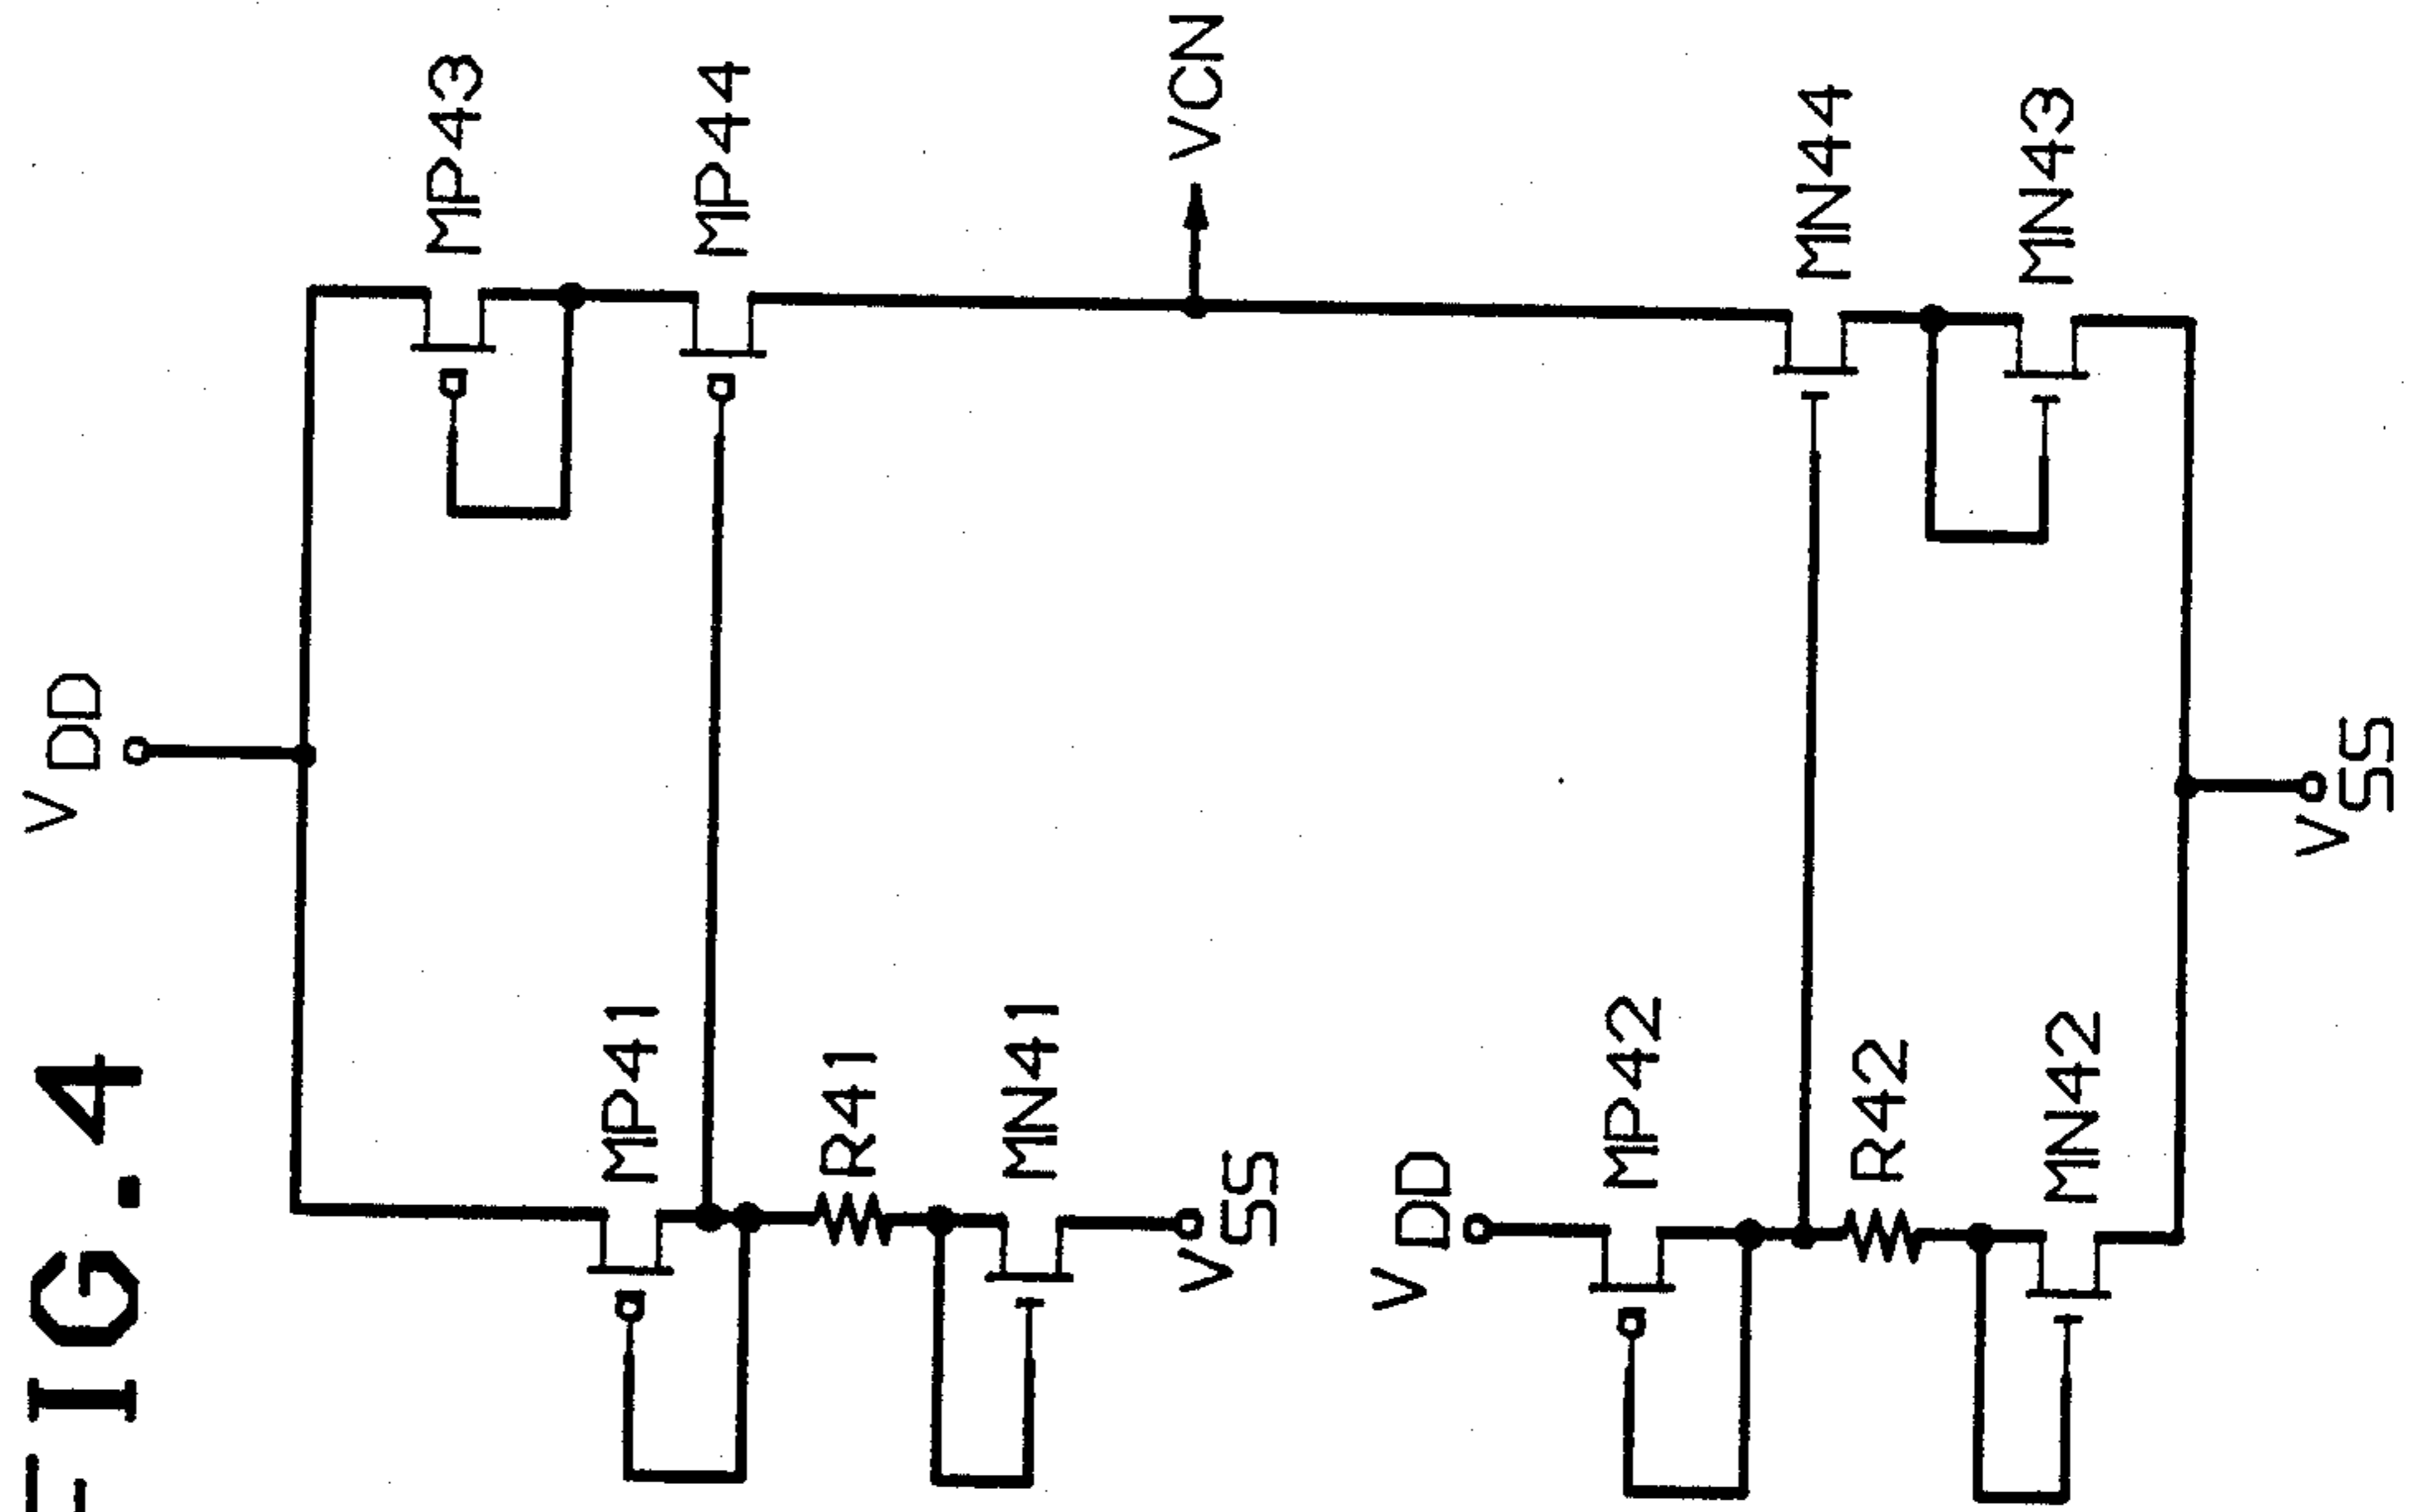 FIG. 4
VDD
MP43
MP44
MP41
R41
MN41
VSS
VCN
VDD
MP42
R42
MN42
MN44
MN43
VSS